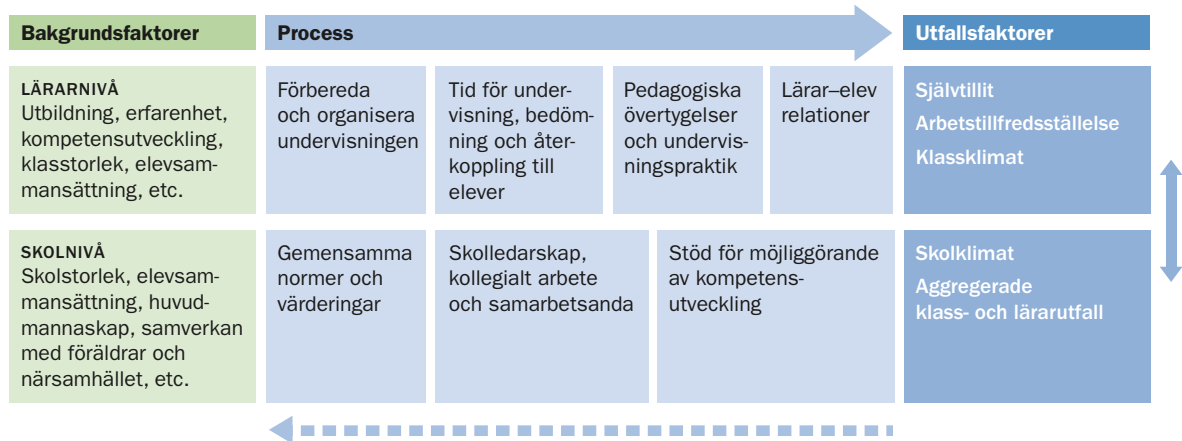 Bakgrundsfaktorer
Process
Utfallsfaktorer
LÄRARNIVÅ
Utbildning, erfarenhet,
kompetensutveckling,
klasstorlek, elevsam-
mansättning, etc.
Förbereda
och organisera
undervisningen
Tid för under-
visning, bedöm-
ning och åter-
koppling till
elever
Pedagogiska
övertygelser
och undervis-
ningspraktik
Lärar–elev
relationer
Självtillit
Arbetstillfredsställelse
Klassklimat
SKOLNIVÅ
Skolstorlek, elevsam-
mansättning, huvud-
mannaskap, samverkan
med föräldrar och
närsamhället, etc.
Gemensamma
normer och
värderingar
Skolledarskap,
kollegialt arbete
och samarbetsanda
Stöd för möjliggörande
av kompetens-
utveckling
Skolklimat
Aggregerade
klass- och lärarutfall